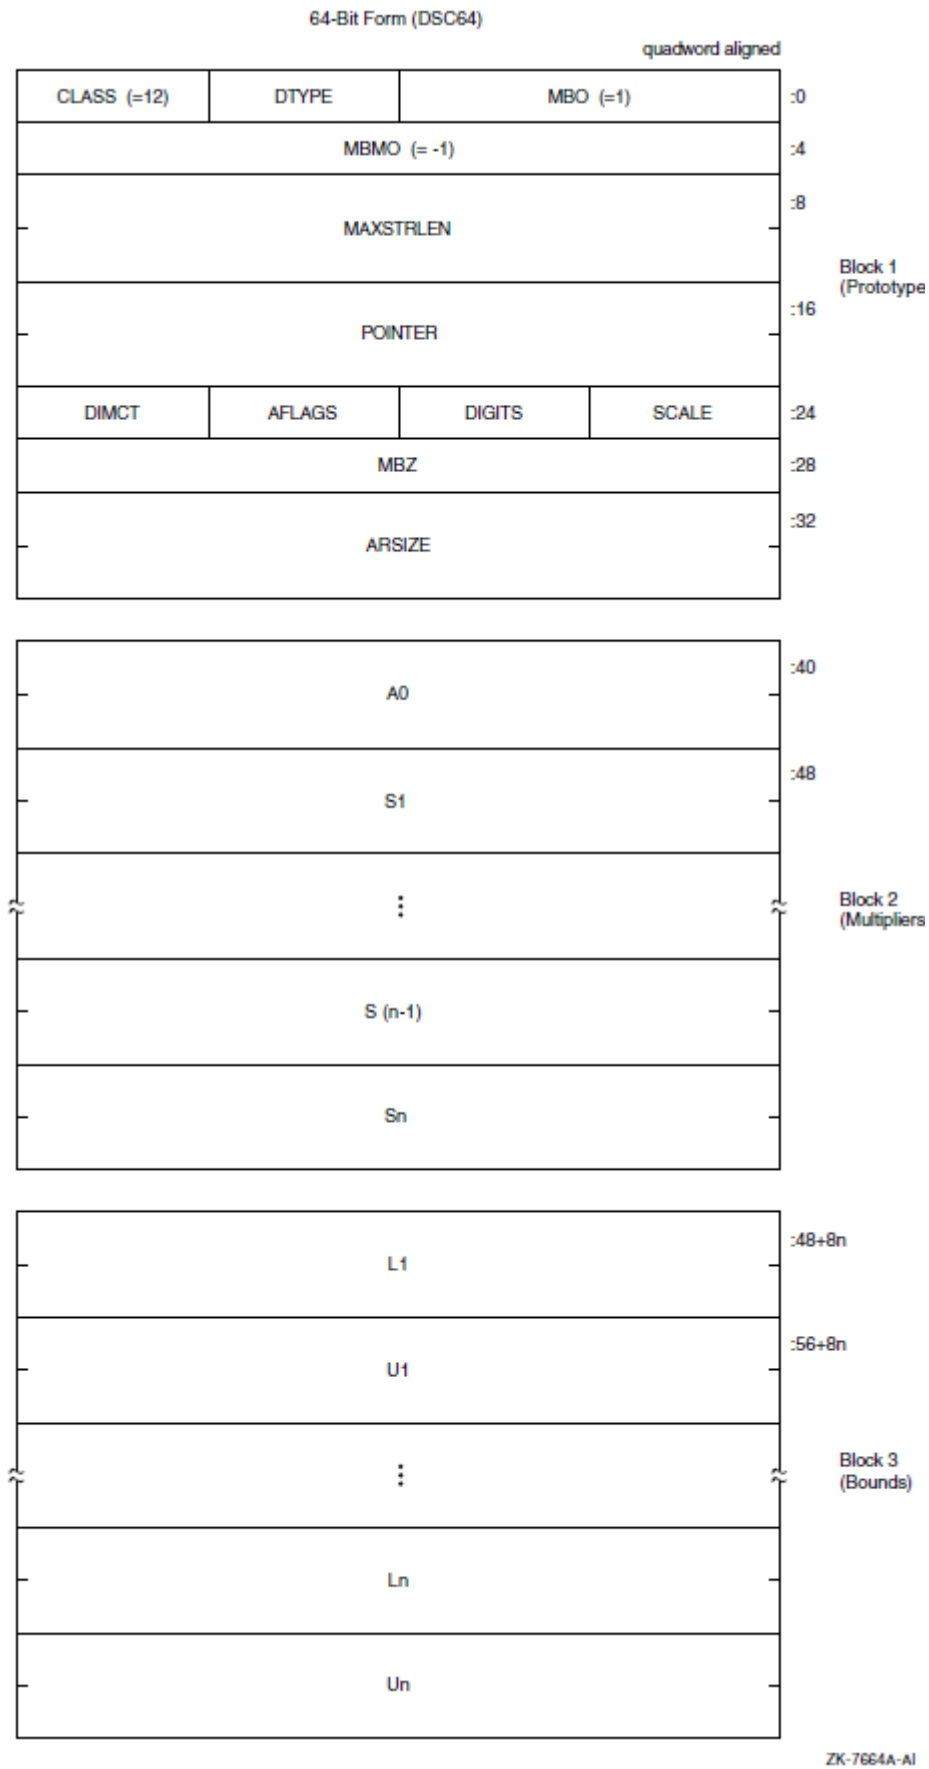 64-Bit Form (DSC64)
quadword aligned
CLASS (=12) DTYPE MBO (=1) :0
MBMO (= -1) :4
:8
MAXSTRLEN
Block 1
(Prototype
:16
POINTER
DIMCT AFLAGS DIGITS SCALE :24
MBZ :28
:32
ARSIZE
:40
A0
:48
S1
⋮
Block 2
(Multipliers
S (n-1)
Sn
:48+8n
L1
:56+8n
U1
⋮
Block 3
(Bounds)
Ln
Un
ZK-7664A-AI